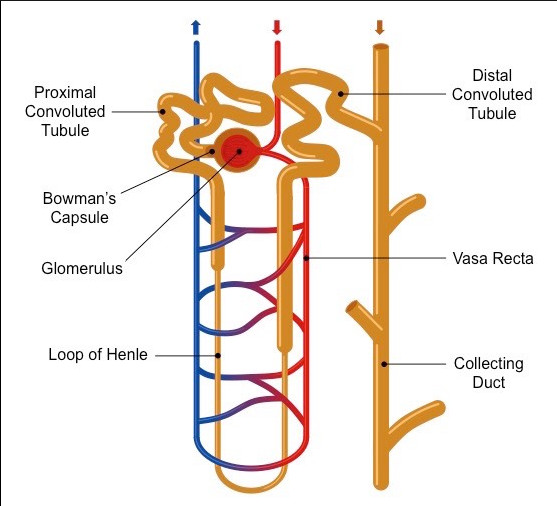 Proximal
Convoluted
Tubule
Distal
Convoluted
Tubule
Bowman's
Capsule
Glomerulus
Vasa Recta
Loop of Henle
Collecting
Duct